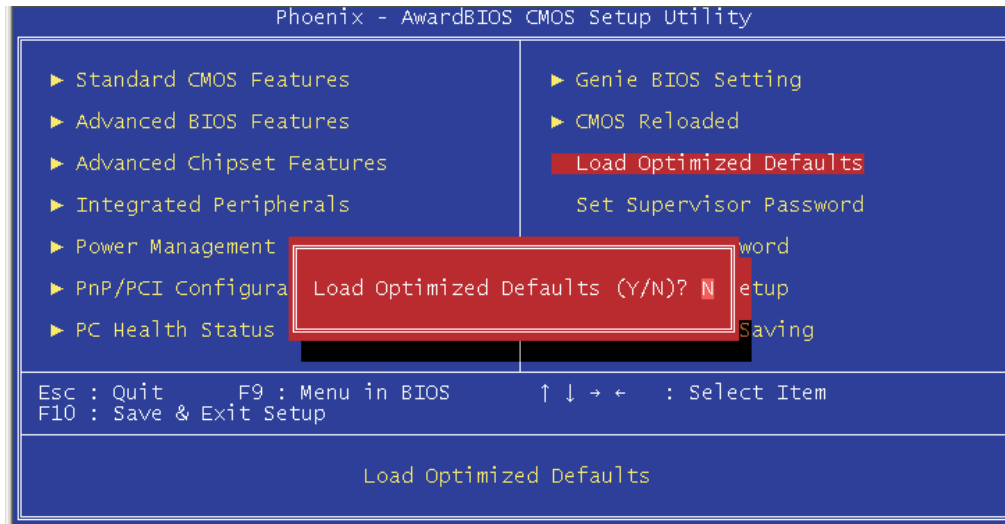 Phoenix - AwardBIOS CMOS Setup Utility
► Standard CMOS Features
► Advanced BIOS Features
► Advanced Chipset Features
► Integrated Peripherals
► Power Management
► PnP/PCI Configura
► PC Health Status
► Genie BIOS Setting
► CMOS Reloaded
Load Optimized Defaults
Set Supervisor Password
word
etup
Saving
Load Optimized Defaults (Y/N)? N
Esc : Quit F9 : Menu in BIOS ↑ ↓ → ← : Select Item
F10 : Save & Exit Setup
Load Optimized Defaults